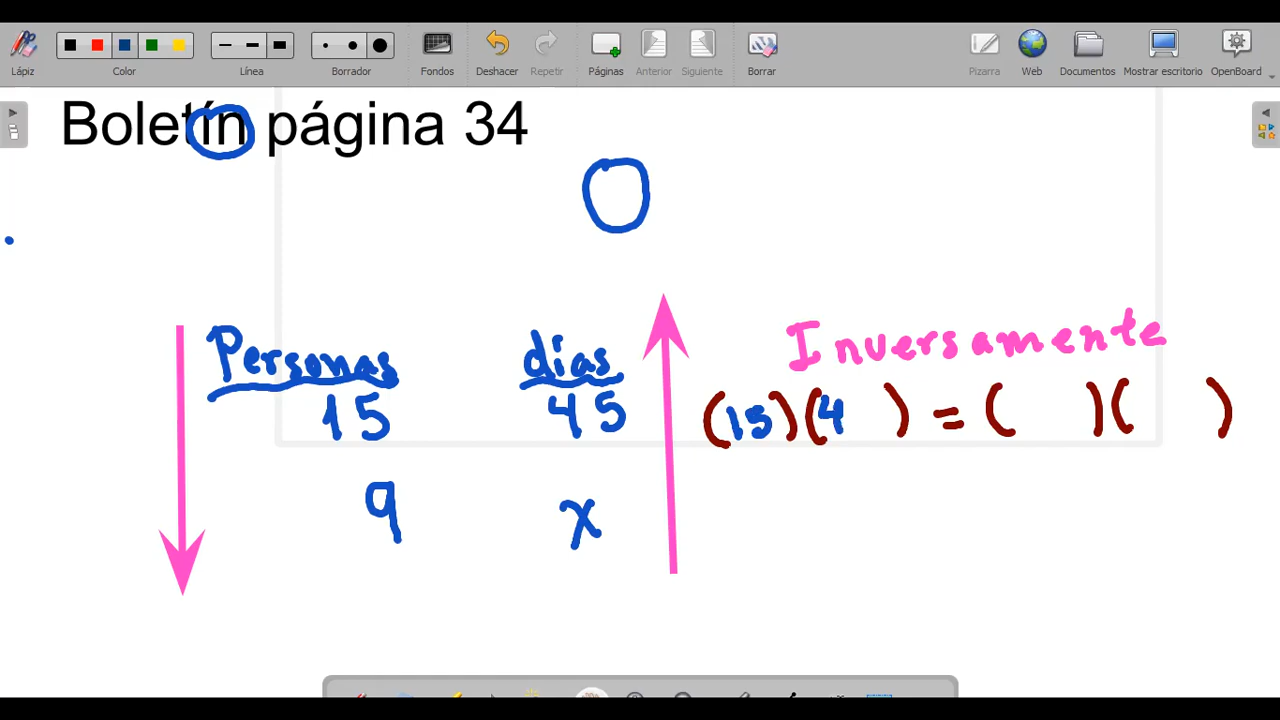 Lápiz Color Línea Borrador Fondos Deshacer Repetir Páginas Anterior Siguiente Borrar Pizarra Web Documentos Mostrar escritorio OpenBoard
Boletín página 34
Personas días Inversamente
15 45 (15)(4 ) = ( )( )
9 x